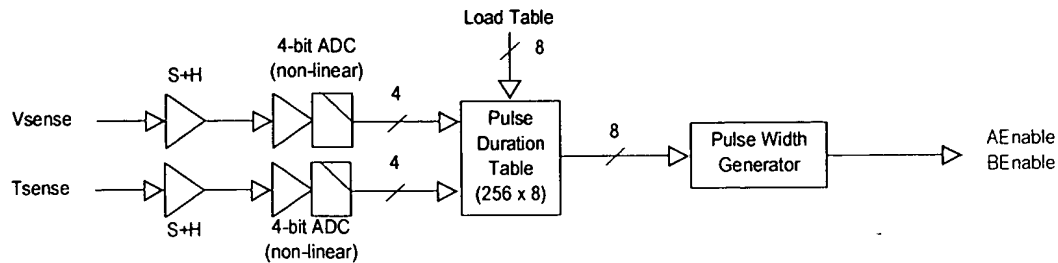 Load Table
8
4-bit ADC
(non-linear)
S+H
4
Vsense
Pulse
Duration
Table
(256 x 8)
8
Pulse Width
Generator
AEnable
BEnable
Tsense
4
S+H
4-bit ADC
(non-linear)